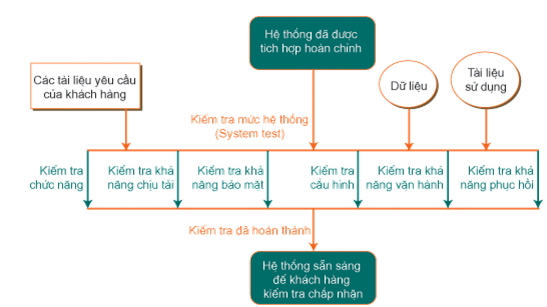 Hệ thống đã được
tích hợp hoàn chỉnh
Các tài liệu yêu cầu
của khách hàng
Dữ liệu
Tài liệu
sử dụng
Kiểm tra mức hệ thống
(System test)
Kiểm tra
chức năng
Kiểm tra khả
năng chịu tải
Kiểm tra khả
năng bảo mật
Kiểm tra
cấu hình
Kiểm tra khả
năng vận hành
Kiểm tra khả
năng phục hồi
Kiểm tra đã hoàn thành
Hệ thống sẵn sàng
để khách hàng
kiểm tra chấp nhận